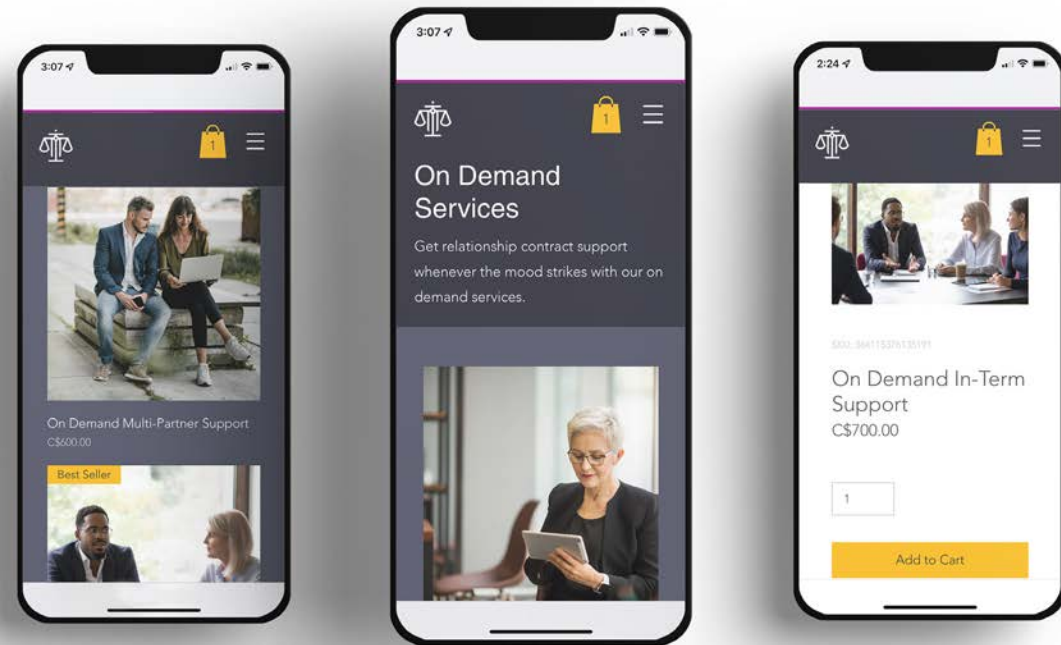 3:07
1
On Demand Multi-Partner Support
C$600.00
Best Seller
3:07
1
On Demand
Services
Get relationship contract support
whenever the mood strikes with our on
demand services.
2:24
1
On Demand In-Term
Support
C$700.00
1
Add to Cart